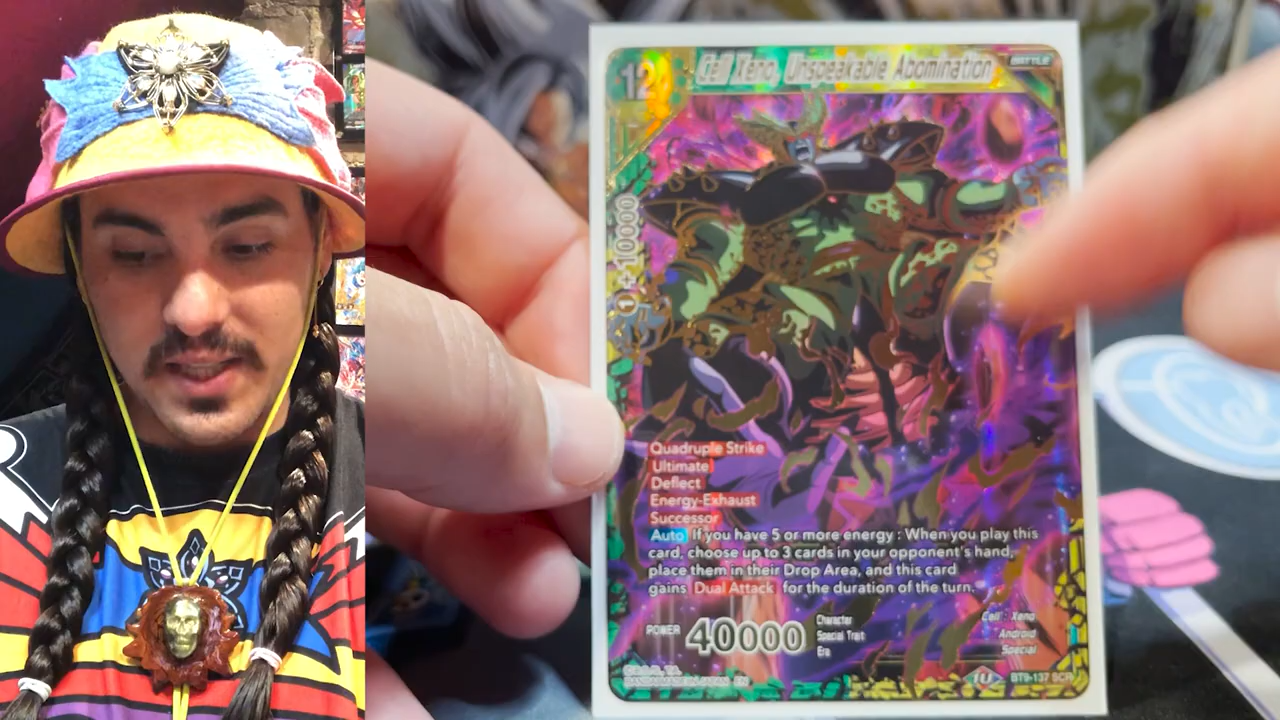 12
Cell Xeno, Unspeakable Abomination
BATTLE
1 +10000
Quadruple Strike
Ultimate
Deflect
Energy-Exhaust
Successor
Auto If you have 5 or more energy : When you play this
card, choose up to 3 cards in your opponent's hand,
place them in their Drop Area, and this card
gains Dual Attack for the duration of the turn.
POWER 40000
Character Cell : Xeno
Special Trait Android
Era Special
BT9-137 SCR